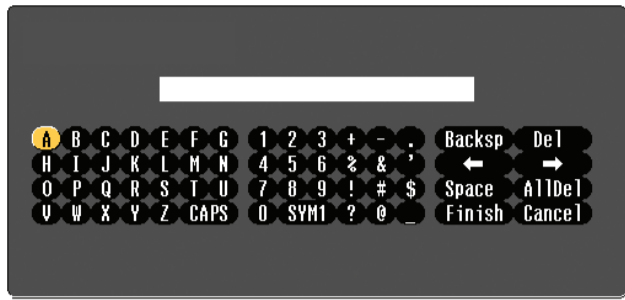 A B C D E F G 1 2 3 + - . Backsp Del
H I J K L M N 4 5 6 % & ' ← →
O P Q R S T U 7 8 9 ! # $ Space AllDel
V W X Y Z CAPS 0 SYM1 ? @ _ Finish Cancel